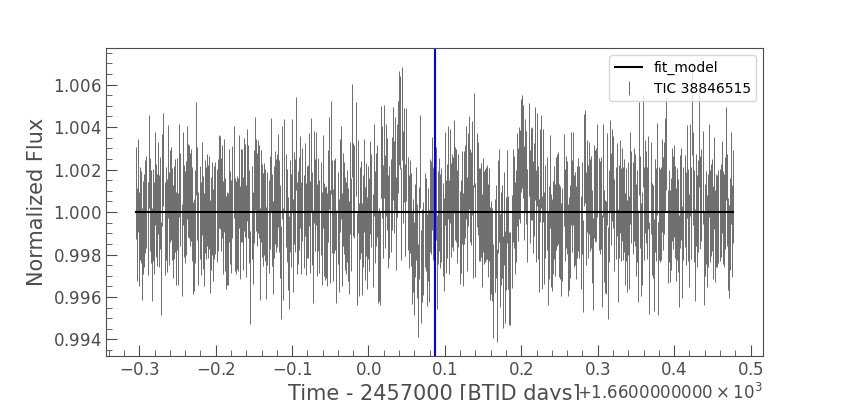 1.006
1.004
1.002
1.000
0.998
0.996
0.994
Normalized Flux
fit_model
TIC 38846515
−0.3 −0.2 −0.1 0.0 0.1 0.2 0.3 0.4 0.5
Time - 2457000 [BTJD days]
+1.6600000000 × 10³